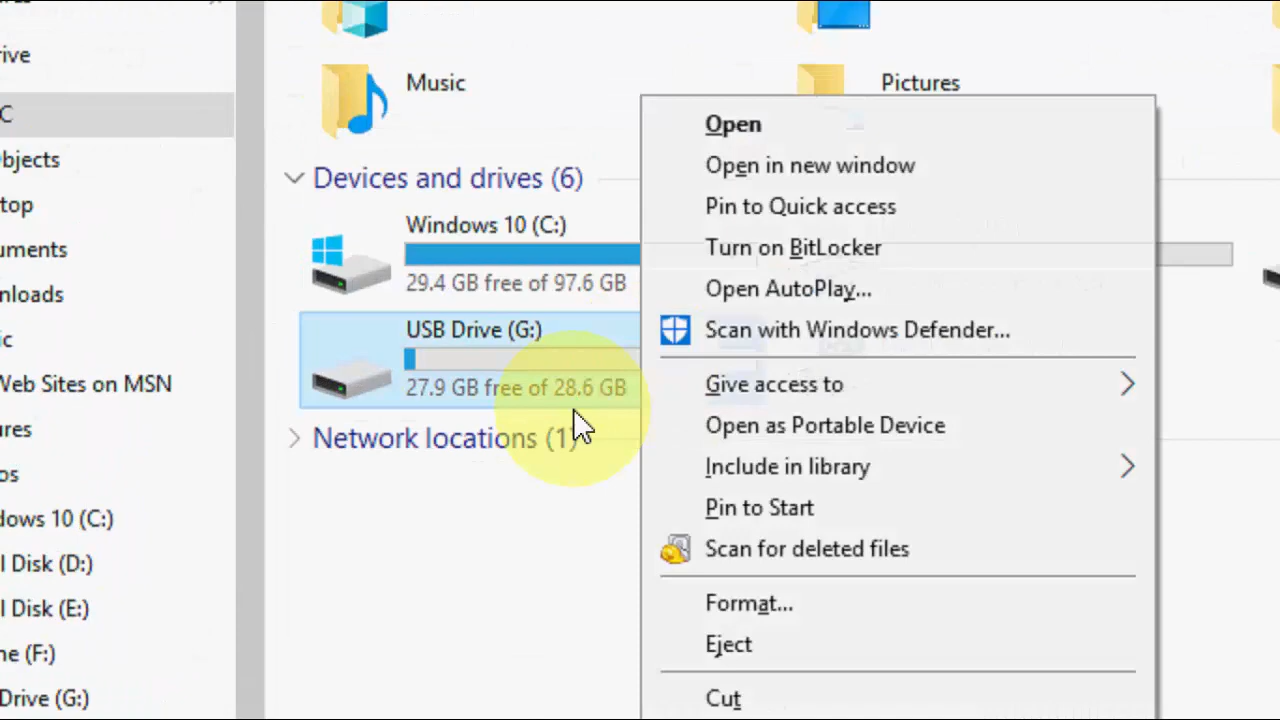 rive
C
bjects
top
uments
nloads
ic
Web Sites on MSN
ures
os
dows 10 (C:)
l Disk (D:)
l Disk (E:)
ne (F:)
Drive (G:)
Music
Pictures
Devices and drives (6)
Windows 10 (C:)
29.4 GB free of 97.6 GB
USB Drive (G:)
27.9 GB free of 28.6 GB
Network locations (1)
Open
Open in new window
Pin to Quick access
Turn on BitLocker
Open AutoPlay...
Scan with Windows Defender...
Give access to
Open as Portable Device
Include in library
Pin to Start
Scan for deleted files
Format...
Eject
Cut